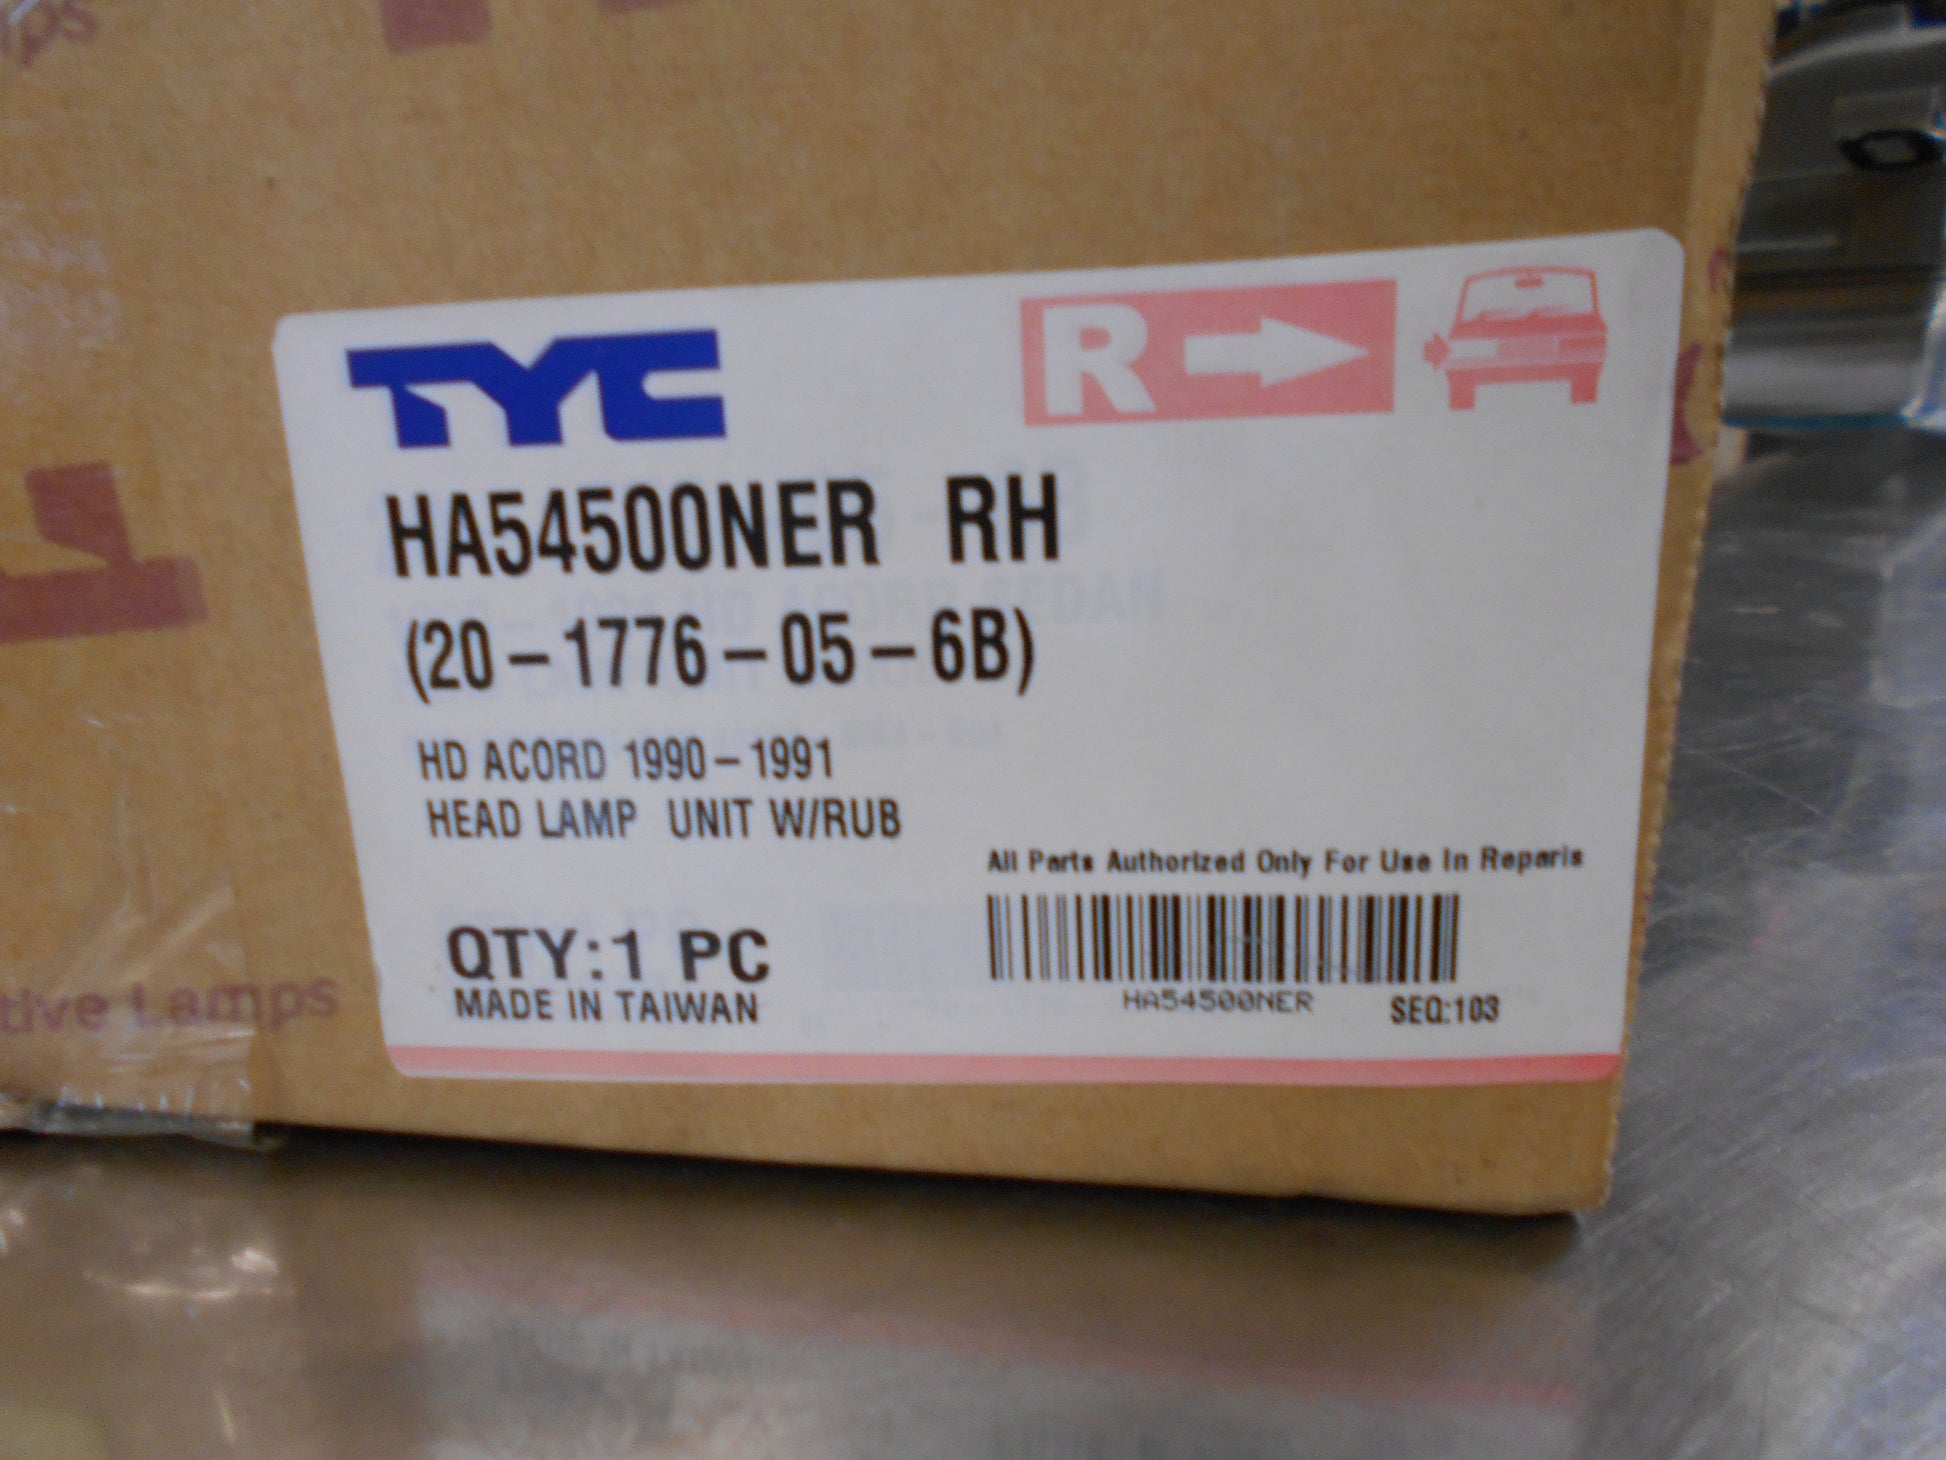 TYC
R
HA54500NER RH
(20-1776-05-6B)
HD ACORD 1990-1991
HEAD LAMP UNIT W/RUB
All Parts Authorized Only For Use In Reparis
QTY:1 PC
MADE IN TAIWAN
HA54500NER
SEQ:103
tive Lamps